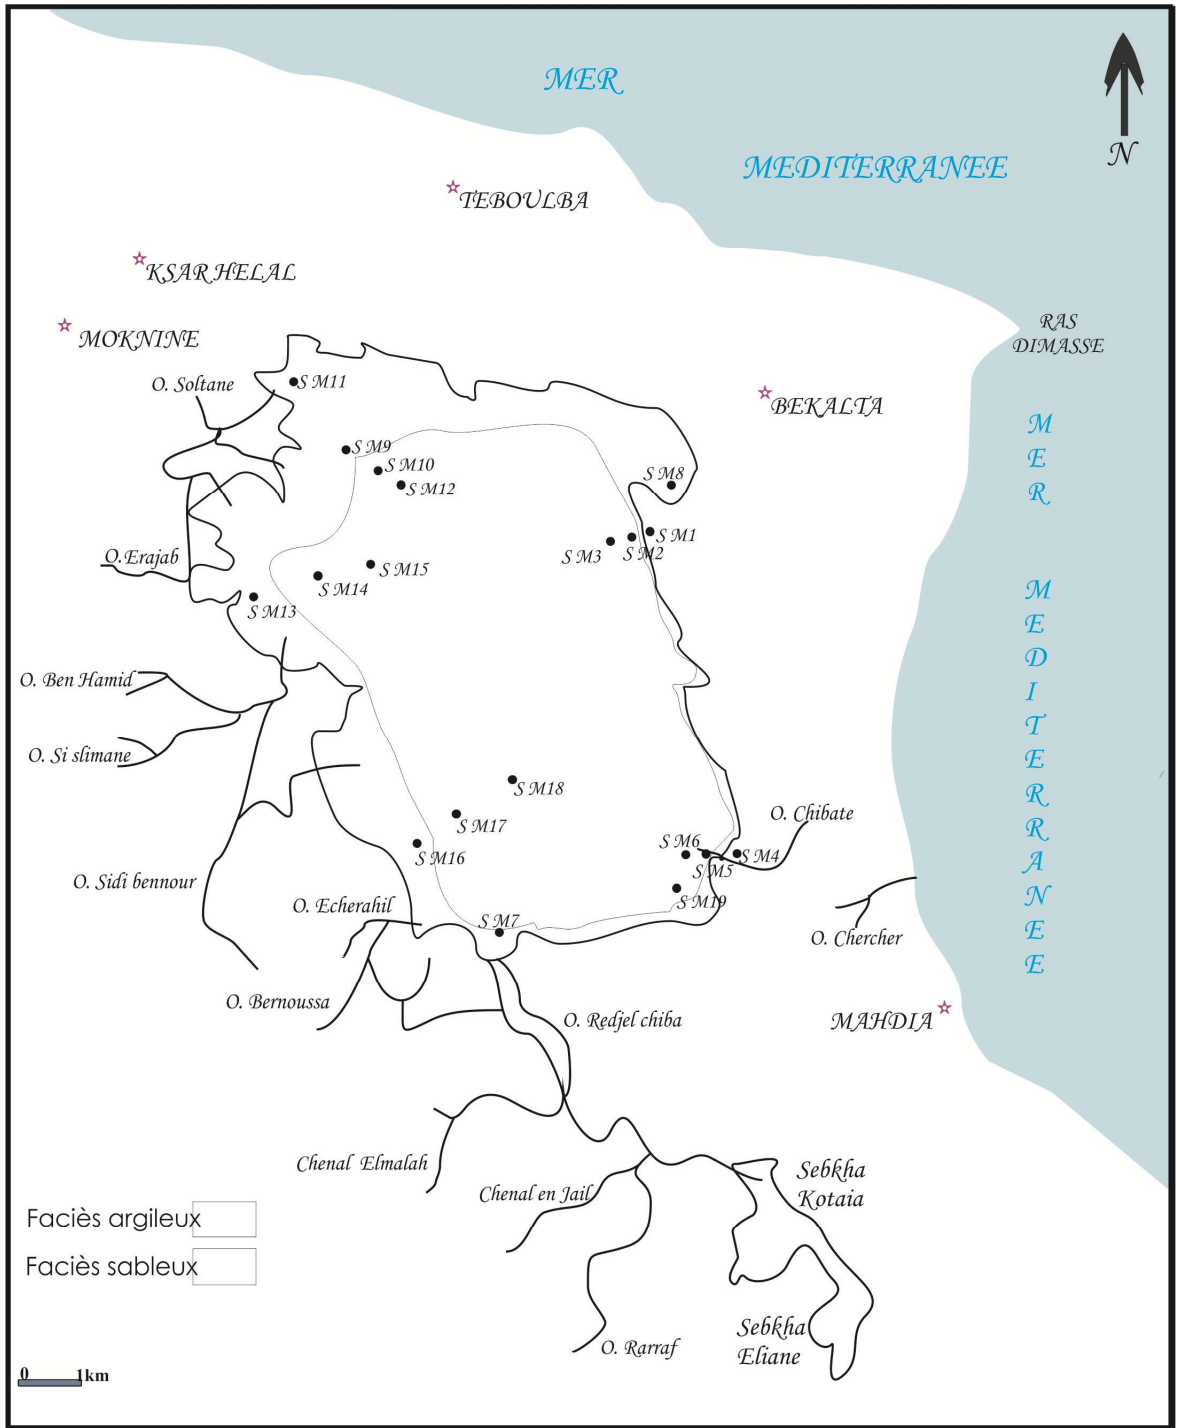 MER
MEDITERRANEE
N
TEBOULBA
KSAR HELAL
MOKNINE
RAS
DIMASSE
O. Soltane
S M11
BEKALTA
MER
S M9
S M10
S M12
S M8
S M1
S M2
S M3
O.Erajab
S M15
S M14
S M13
MEDITERRANEE
O. Ben Hamid
O. Si slimane
S M18
S M17
S M16
O. Chibate
S M6
S M4
S M5
S M19
O. Sidi bennour
O. Echerahil
S M7
O. Chercher
O. Bernoussa
O. Redjel chiba
MAHDIA
Chenal Elmalah
Chenal en Jail
Sebkha
Kotaia
Faciès argileux
Faciès sableux
Sebkha
Eliane
O. Rarraf
0 1km